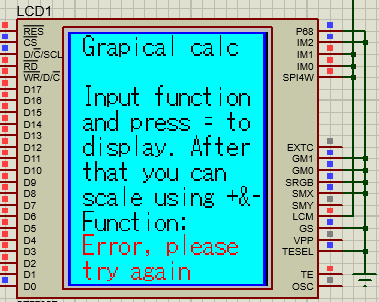 LCD1
RES
CS
D/C/SCL
RD
WR/D/C
D17
D16
D15
D14
D13
D12
D11
D10
D9
D8
D7
D6
D5
D4
D3
D2
D1
D0
Grapical calc
Input function
and press = to
display. After
that you can
scale using +&-
Function:
Error, please
try again
P68
IM2
IM1
IM0
SPI4W
EXTC
GM1
GM0
SRGB
SMX
SMY
LCM
GS
VPP
TESEL
TE
OSC